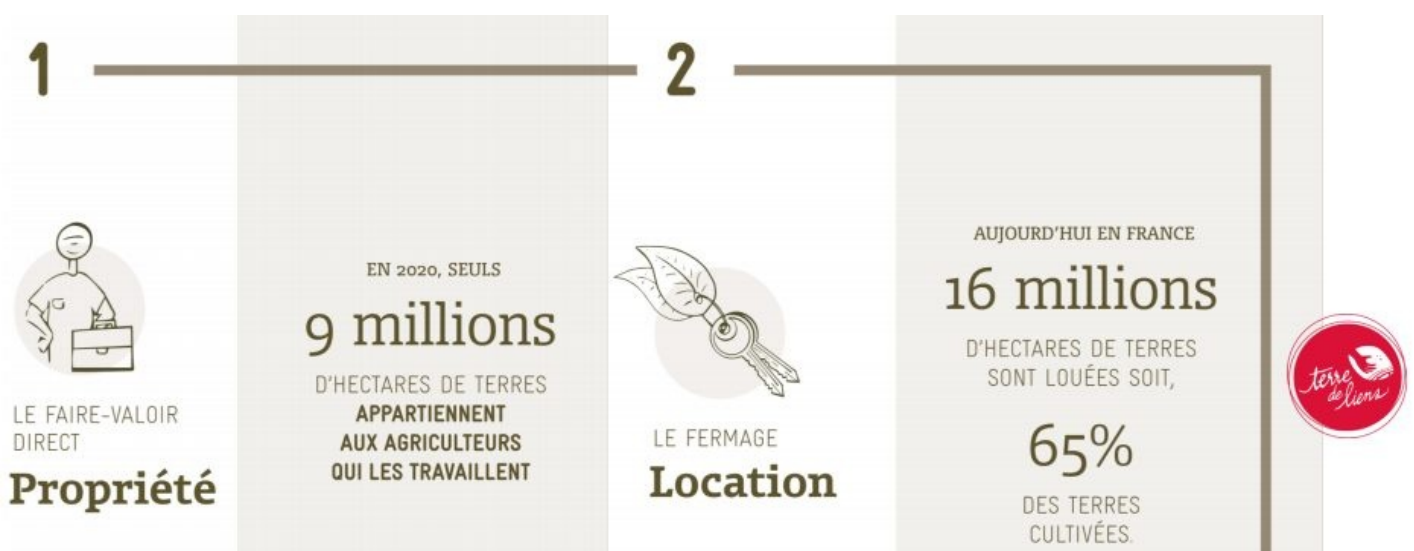 1
LE FAIRE-VALOIR
DIRECT
Propriété
EN 2020, SEULS
9 millions
D'HECTARES DE TERRES
APPARTIENNENT
AUX AGRICULTEURS
QUI LES TRAVAILLENT
2
LE FERMAGE
Location
AUJOURD'HUI EN FRANCE
16 millions
D'HECTARES DE TERRES
SONT LOUÉES SOIT,
65%
DES TERRES
CULTIVÉES.
terre
de liens